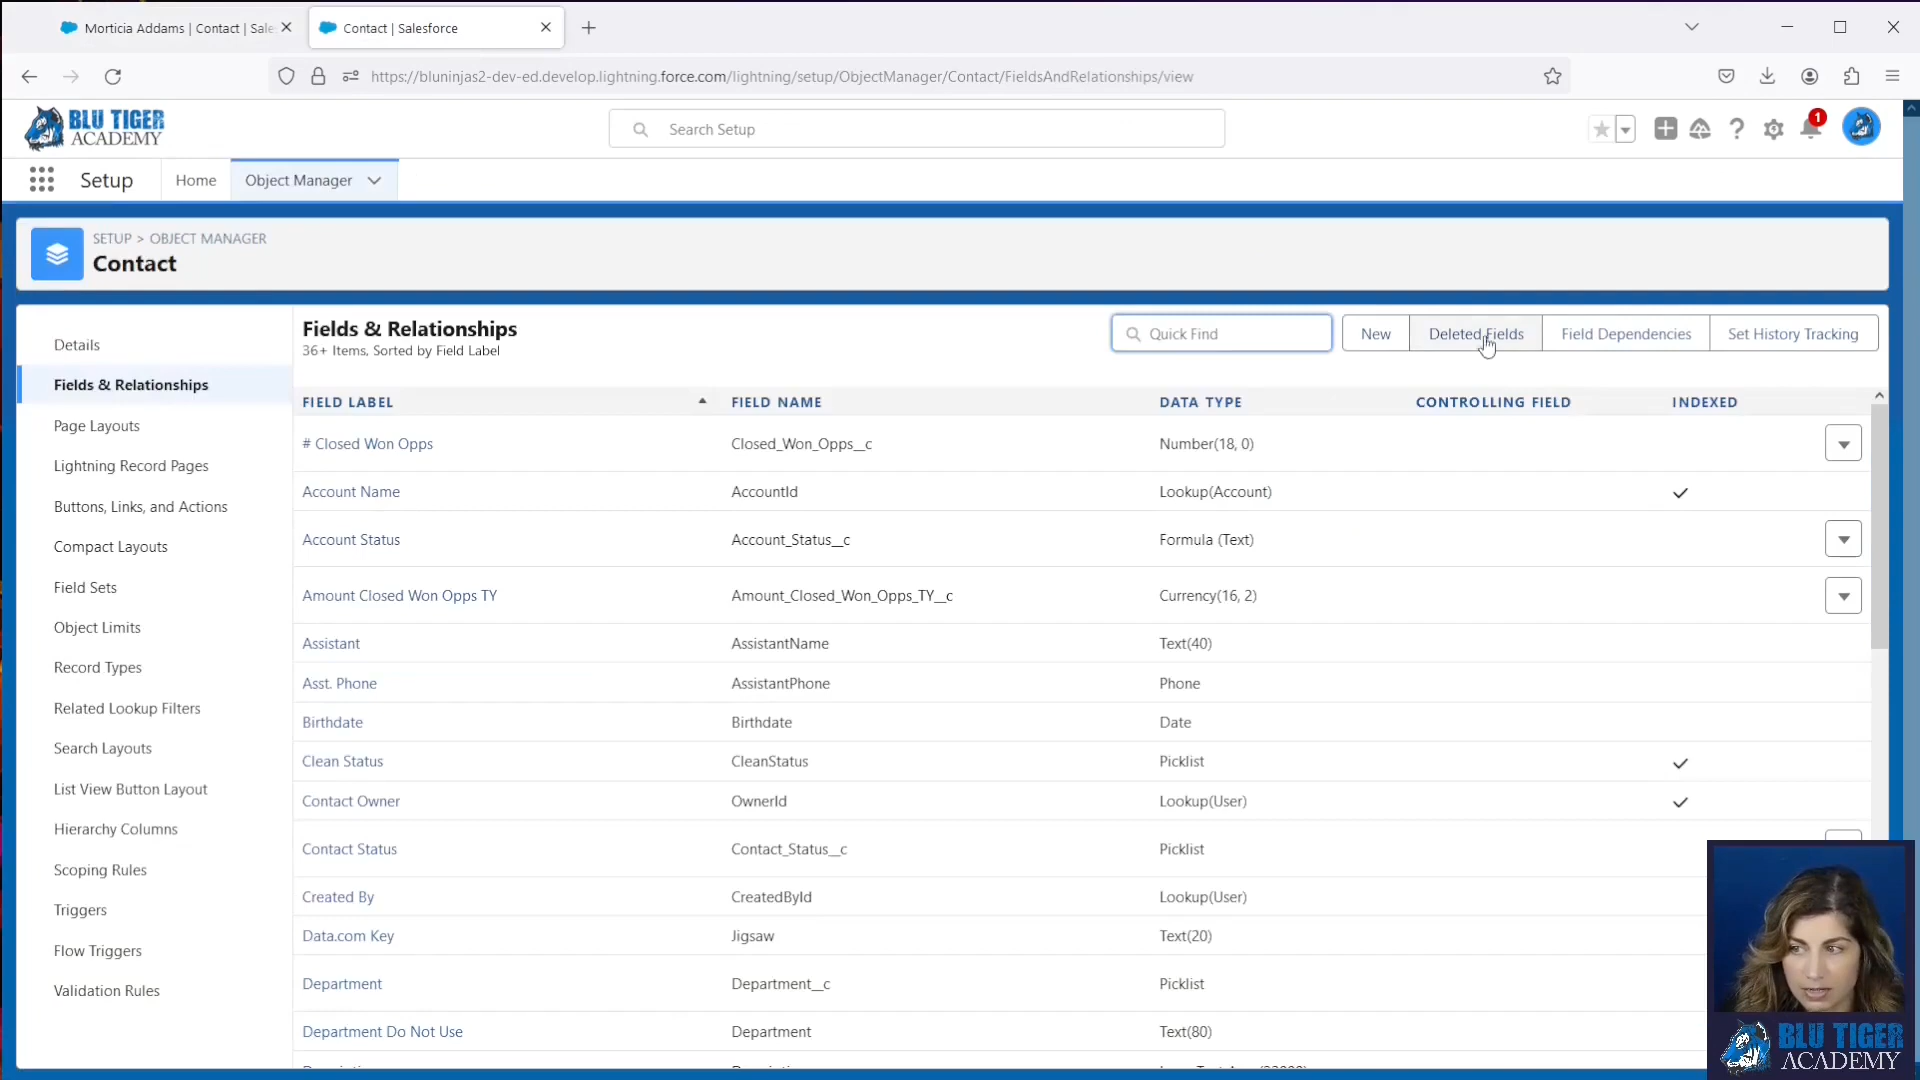 Morticia Addams | Contact | Sale
Contact | Salesforce
https://bluninjas2-dev-ed.develop.lightning.force.com/lightning/setup/ObjectManager/Contact/FieldsAndRelationships/view
BLU TIGER
ACADEMY
Search Setup
1
Setup
Home
Object Manager
SETUP > OBJECT MANAGER
Contact
Details
Fields & Relationships
Page Layouts
Lightning Record Pages
Buttons, Links, and Actions
Compact Layouts
Field Sets
Object Limits
Record Types
Related Lookup Filters
Search Layouts
List View Button Layout
Hierarchy Columns
Scoping Rules
Triggers
Flow Triggers
Validation Rules
Fields & Relationships
36+ Items, Sorted by Field Label
Quick Find
New
Deleted Fields
Field Dependencies
Set History Tracking
FIELD LABEL FIELD NAME DATA TYPE CONTROLLING FIELD INDEXED
# Closed Won Opps Closed_Won_Opps__c Number(18, 0)
Account Name AccountId Lookup(Account)
Account Status Account_Status__c Formula (Text)
Amount Closed Won Opps TY Amount_Closed_Won_Opps_TY__c Currency(16, 2)
Assistant AssistantName Text(40)
Asst. Phone AssistantPhone Phone
Birthdate Birthdate Date
Clean Status CleanStatus Picklist
Contact Owner OwnerId Lookup(User)
Contact Status Contact_Status__c Picklist
Created By CreatedById Lookup(User)
Data.com Key Jigsaw Text(20)
Department Department__c Picklist
Department Do Not Use Department Text(80)
BLU TIGER
ACADEMY